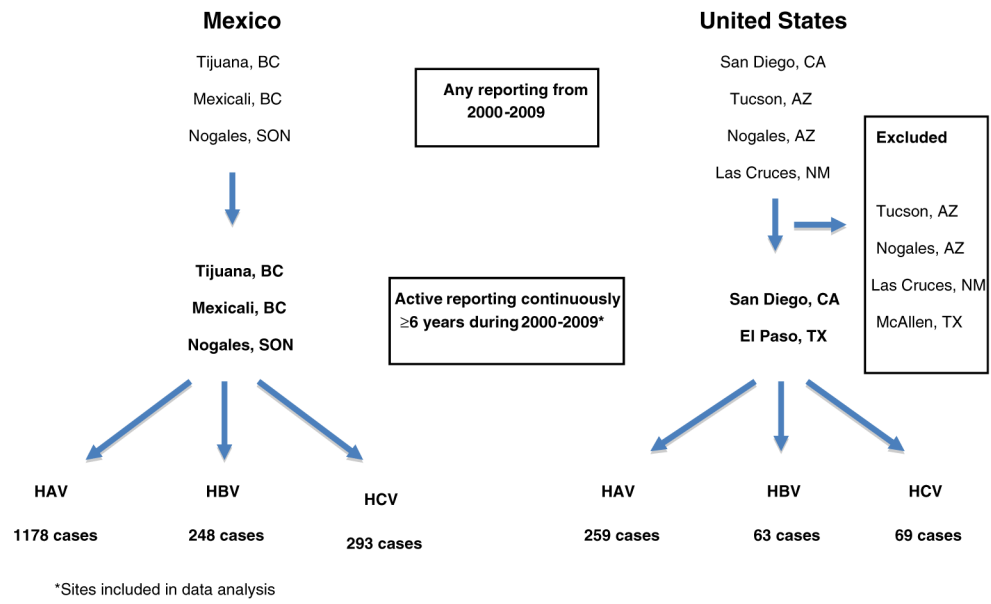 Mexico
Tijuana, BC
Mexicali, BC
Nogales, SON
Any reporting from
2000-2009
United States
San Diego, CA
Tucson, AZ
Nogales, AZ
Las Cruces, NM
Excluded
Tucson, AZ
Nogales, AZ
Las Cruces, NM
McAllen, TX
Tijuana, BC
Mexicali, BC
Nogales, SON
Active reporting continuously
≥6 years during 2000-2009*
San Diego, CA
El Paso, TX
HAV
1178 cases
HBV
248 cases
HCV
293 cases
HAV
259 cases
HBV
63 cases
HCV
69 cases
*Sites included in data analysis